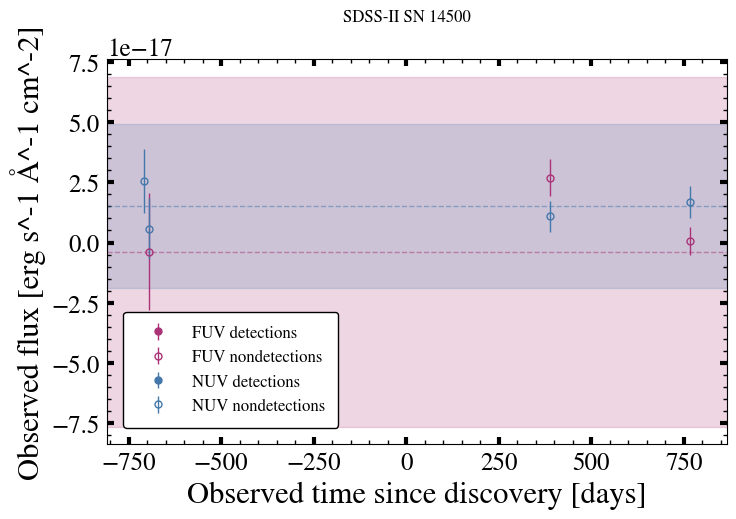 SDSS-II SN 14500
1e−17
Observed flux [erg s^-1 Å^-1 cm^-2]
7.5
5.0
2.5
0.0
−2.5
−5.0
−7.5
FUV detections
FUV nondetections
NUV detections
NUV nondetections
−750 −500 −250 0 250 500 750
Observed time since discovery [days]